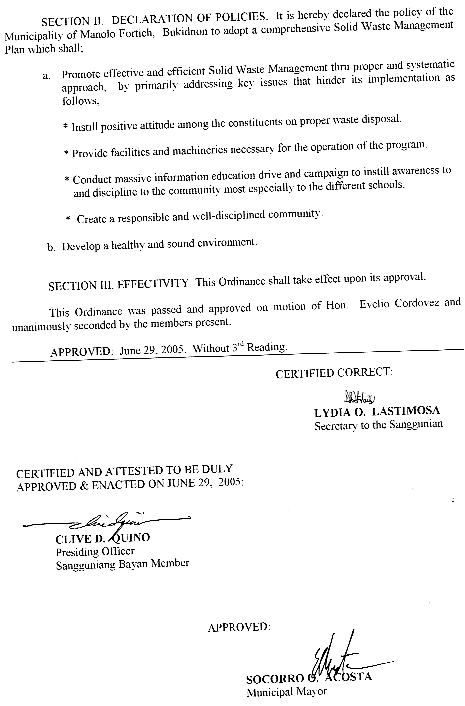 SECTION II. DECLARATION OF POLICIES. It is hereby declared the policy of the
Municipality of Manolo Fortich, Bukidnon to adopt a comprehensive Solid Waste Management
Plan which shall;
a. Promote effective and efficient Solid Waste Management thru proper and systematic
approach, by primarily addressing key issues that hinder its implementation as
follows,
* Instill positive attitude among the constituents on proper waste disposal.
* Provide facilities and machineries necessary for the operation of the program.
* Conduct massive information education drive and campaign to instill awareness to
and discipline to the community most especially to the different schools.
* Create a responsible and well-disciplined community.
b. Develop a healthy and sound environment.
SECTION III. EFFECTIVITY. This Ordinance shall take effect upon its approval.
This Ordinance was passed and approved on motion of Hon. Evelio Cordovez and
unanimously seconded by the members present.
APPROVED: June 29, 2005. Without 3rd Reading.
CERTIFIED CORRECT:
LYDIA O. LASTIMOSA
Secretary to the Sanggunian
CERTIFIED AND ATTESTED TO BE DULY
APPROVED & ENACTED ON JUNE 29, 2005:
CLIVE D. QUINO
Presiding Officer
Sangguniang Bayan Member
APPROVED:
SOCORRO O. ACOSTA
Municipal Mayor